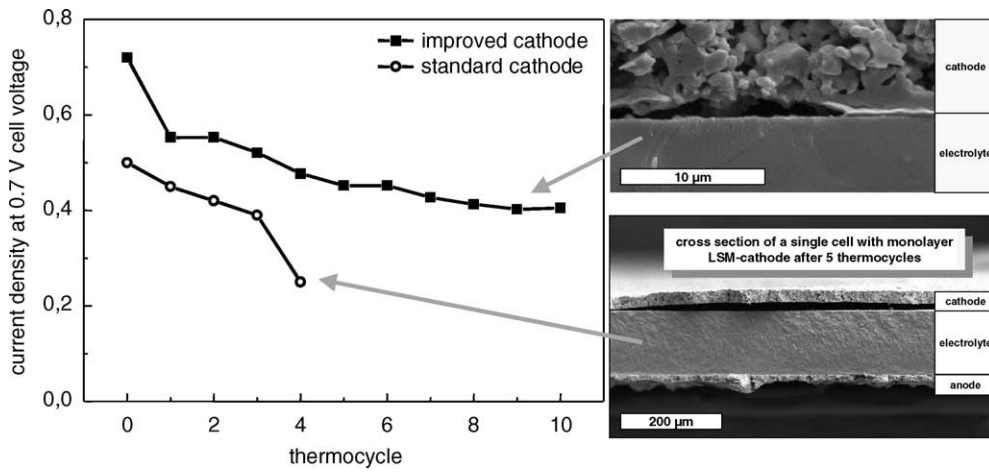 current density at 0.7 V cell voltage
0,8
0,6
0,4
0,2
0,0
0
2
4
6
8
10
thermocycle
improved cathode
standard cathode
cathode
electrolyte
10 µm
cross section of a single cell with monolayer
LSM-cathode after 5 thermocycles
cathode
electrolyte
anode
200 µm